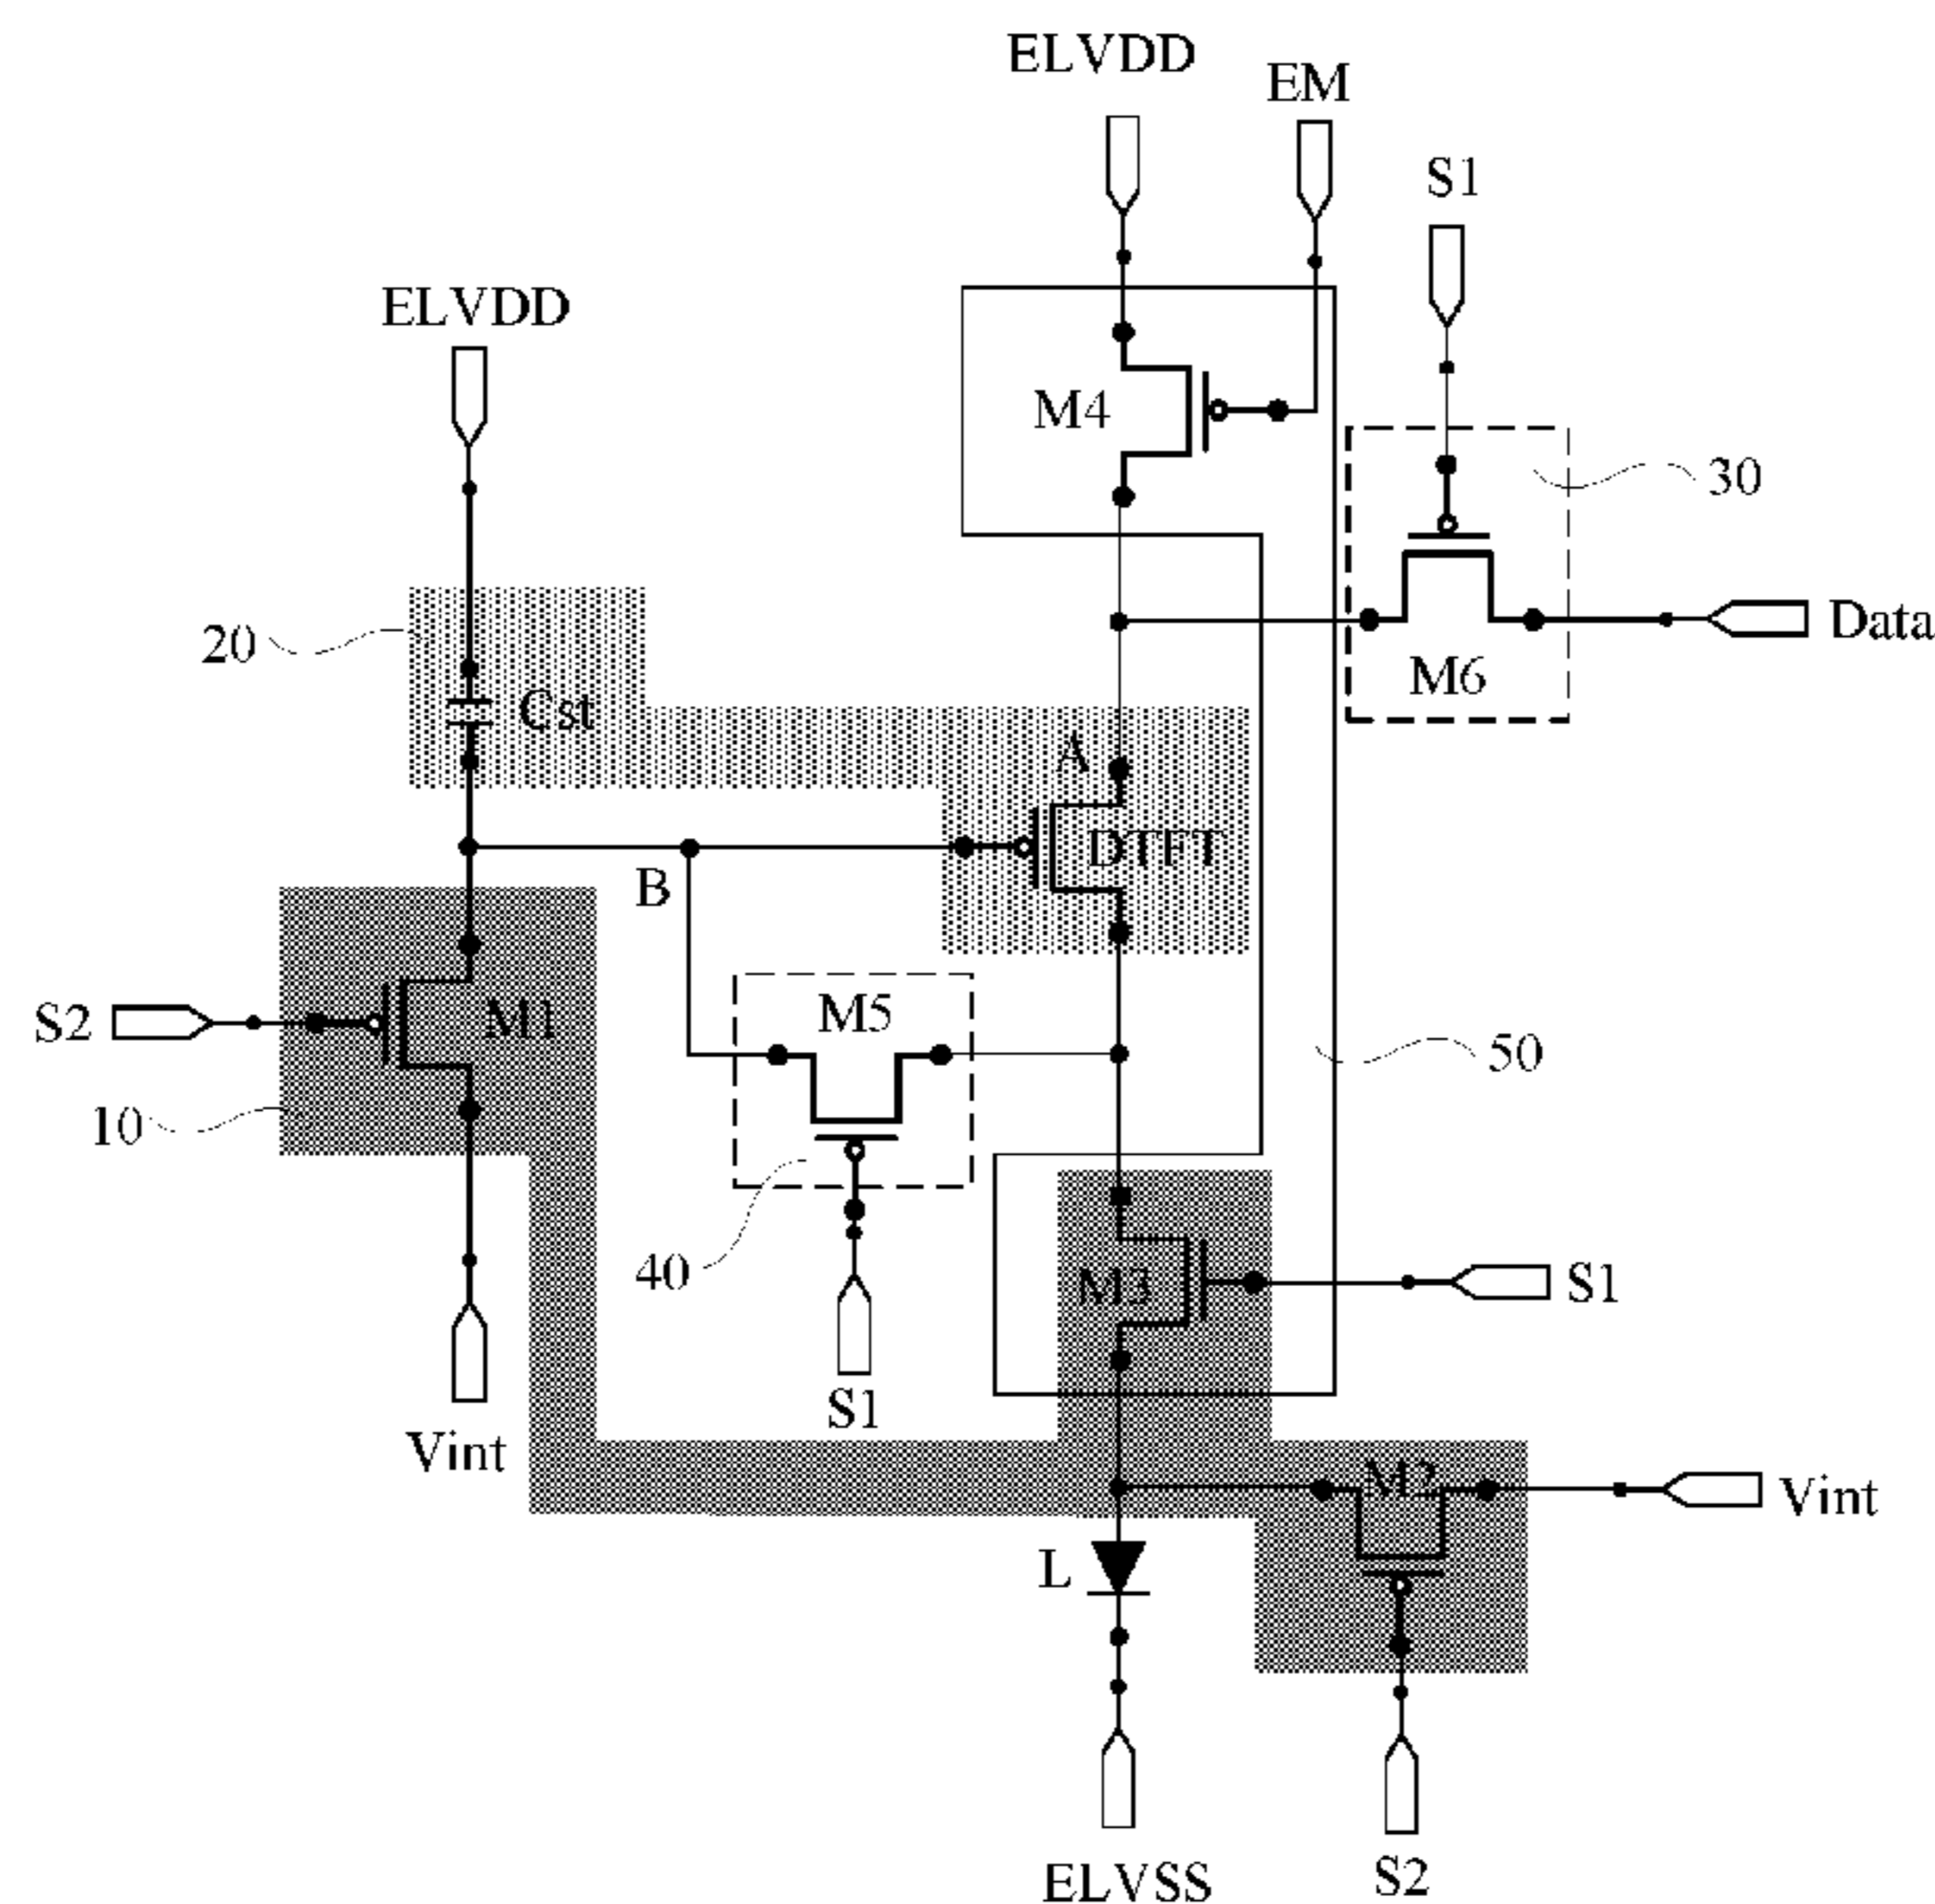 ELVDD
EM
S1
ELVDD
M4
30
20
Cst
Data
M6
A
DTFT
B
S2
M1
M5
50
10
40
M3
S1
S1
Vint
M2
Vint
L
ELVSS
S2